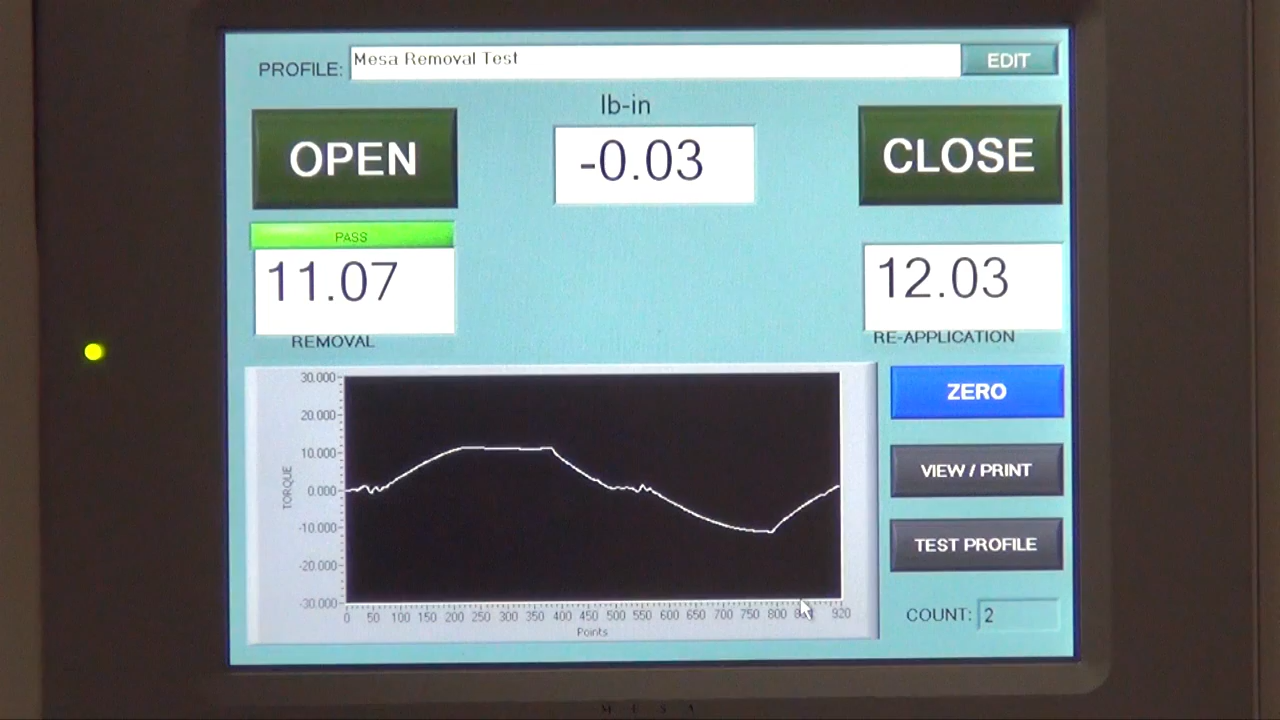 PROFILE: Mesa Removal Test EDIT
lb-in
OPEN -0.03 CLOSE
PASS
11.07 12.03
REMOVAL RE-APPLICATION
30.000
20.000
10.000
0.000
-10.000
-20.000
-30.000
TORQUE
0 50 100 150 200 250 300 350 400 450 500 550 600 650 700 750 800 920
Points
ZERO
VIEW / PRINT
TEST PROFILE
COUNT: 2
M E S A